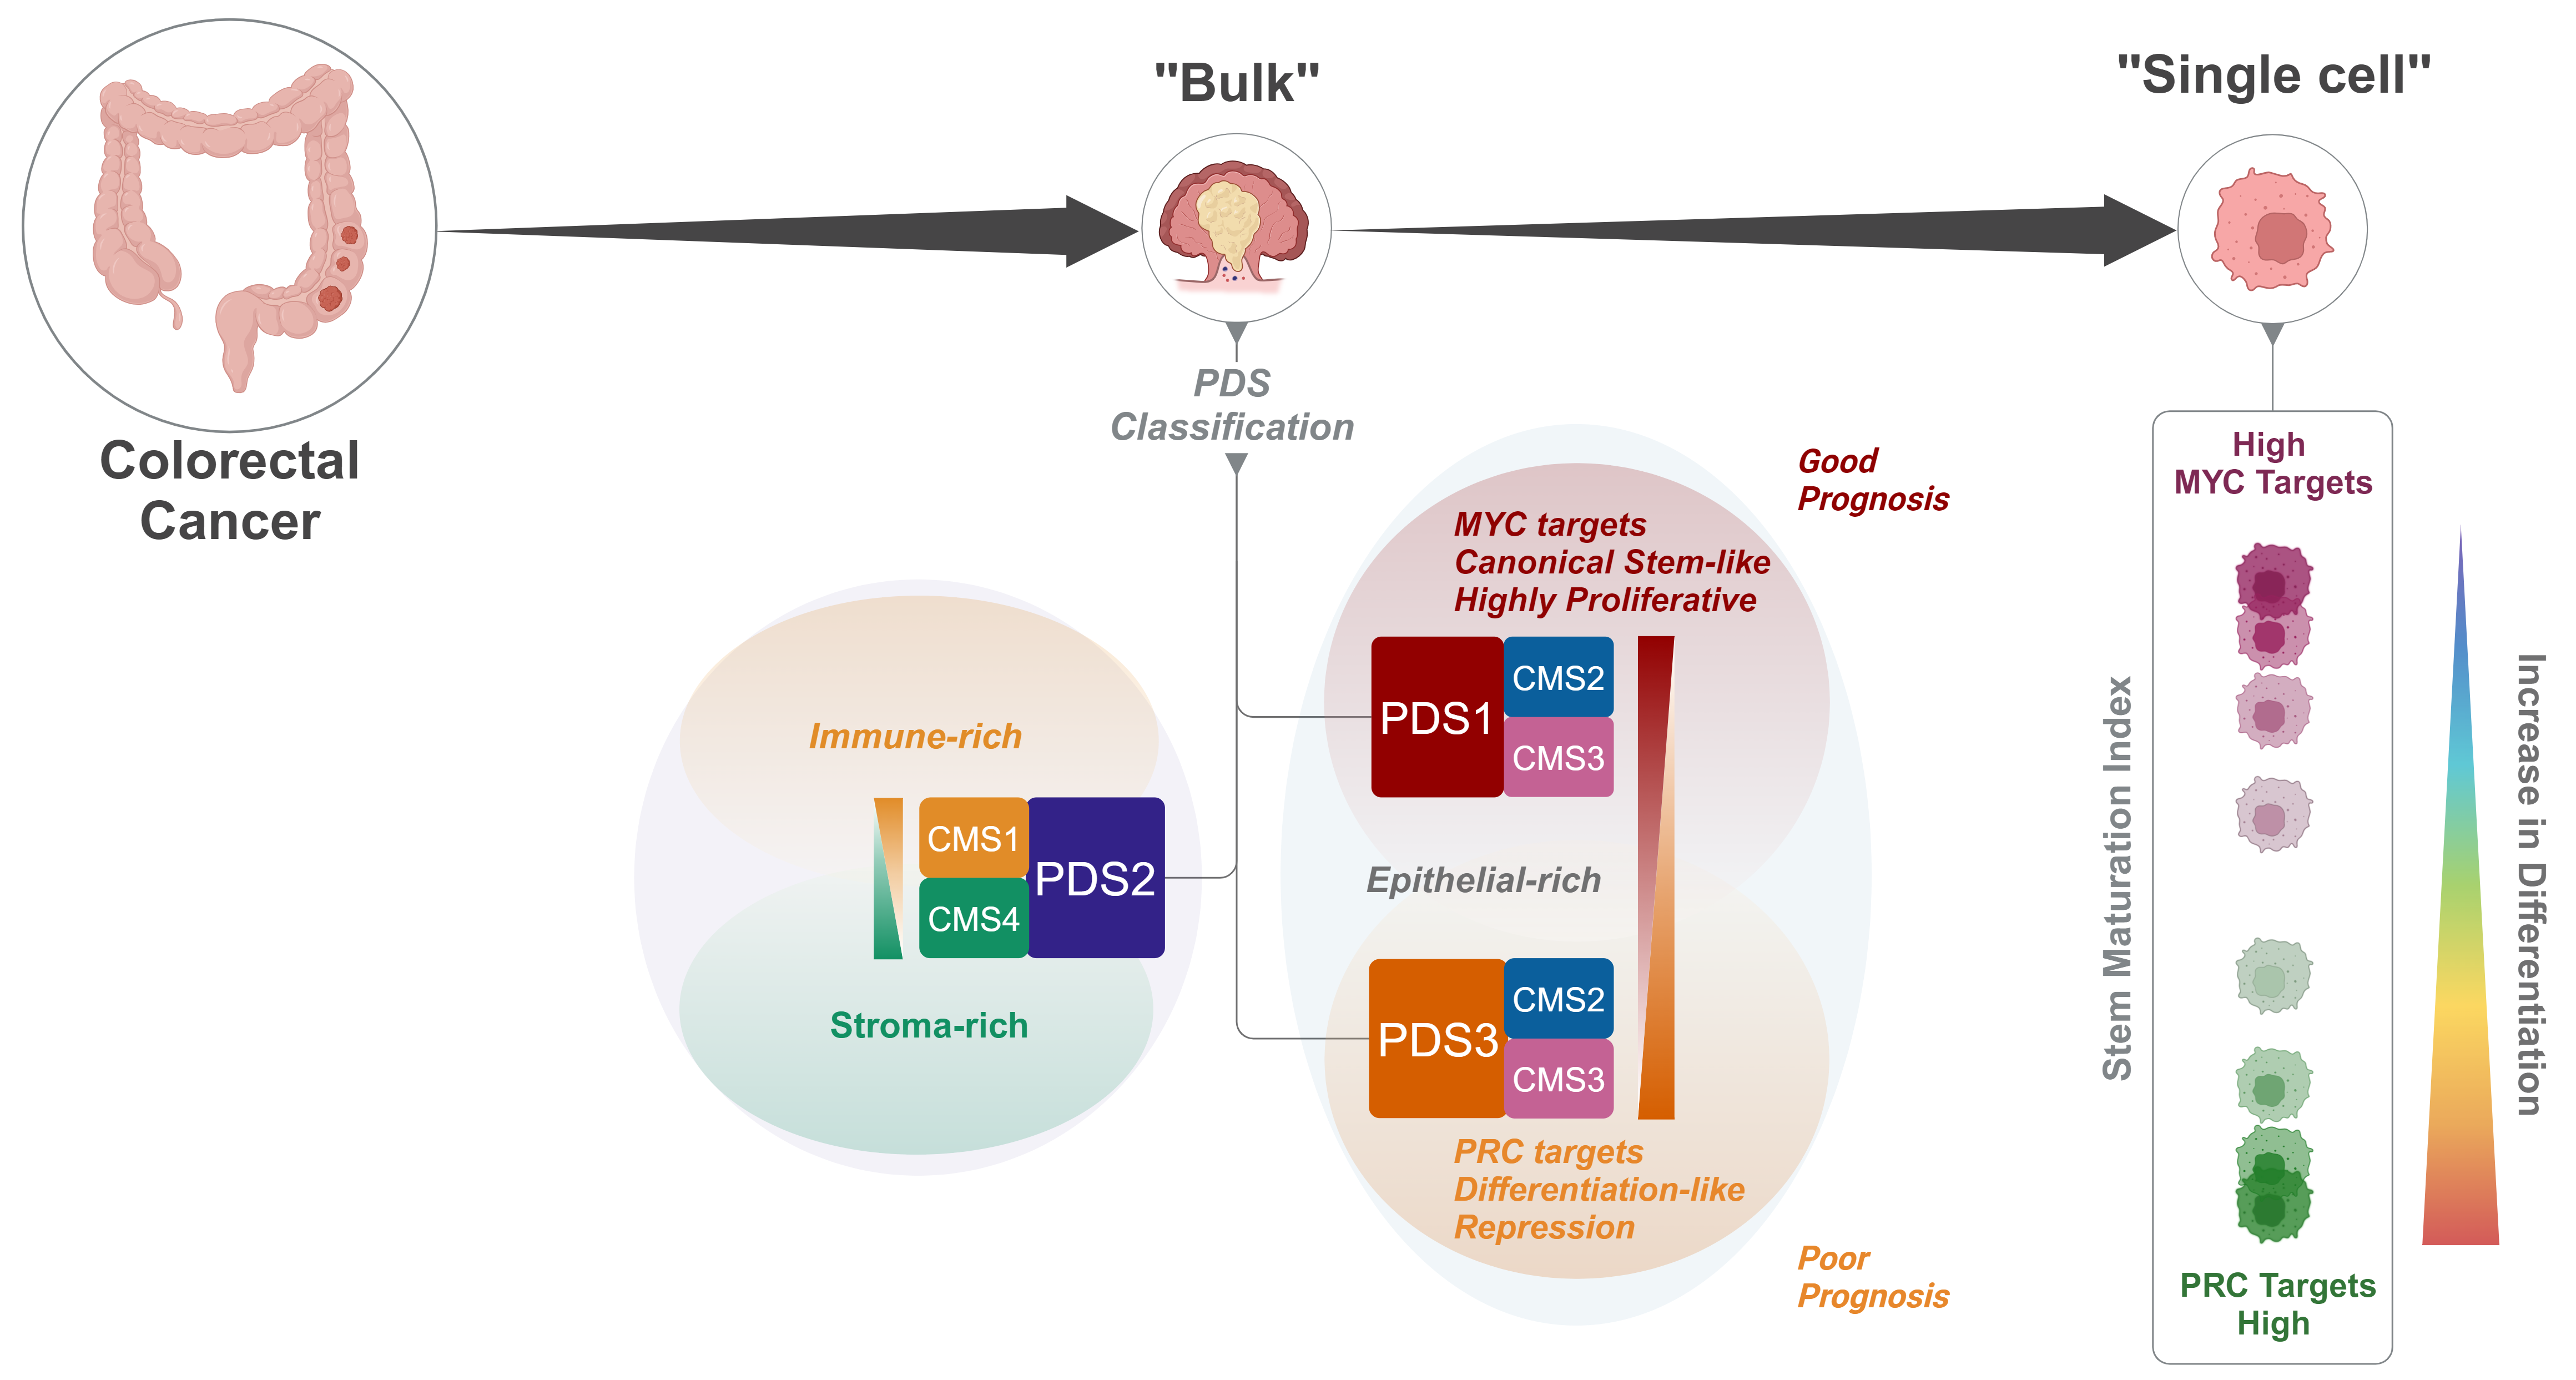 "Bulk"
"Single cell"
Colorectal
Cancer
PDS
Classification
Immune-rich
CMS1
CMS4
PDS2
Stroma-rich
Good
Prognosis
MYC targets
Canonical Stem-like
Highly Proliferative
PDS1
CMS2
CMS3
Epithelial-rich
PDS3
CMS2
CMS3
PRC targets
Differentiation-like
Repression
Poor
Prognosis
Stem Maturation Index
High
MYC Targets
PRC Targets
High
Increase in Differentiation